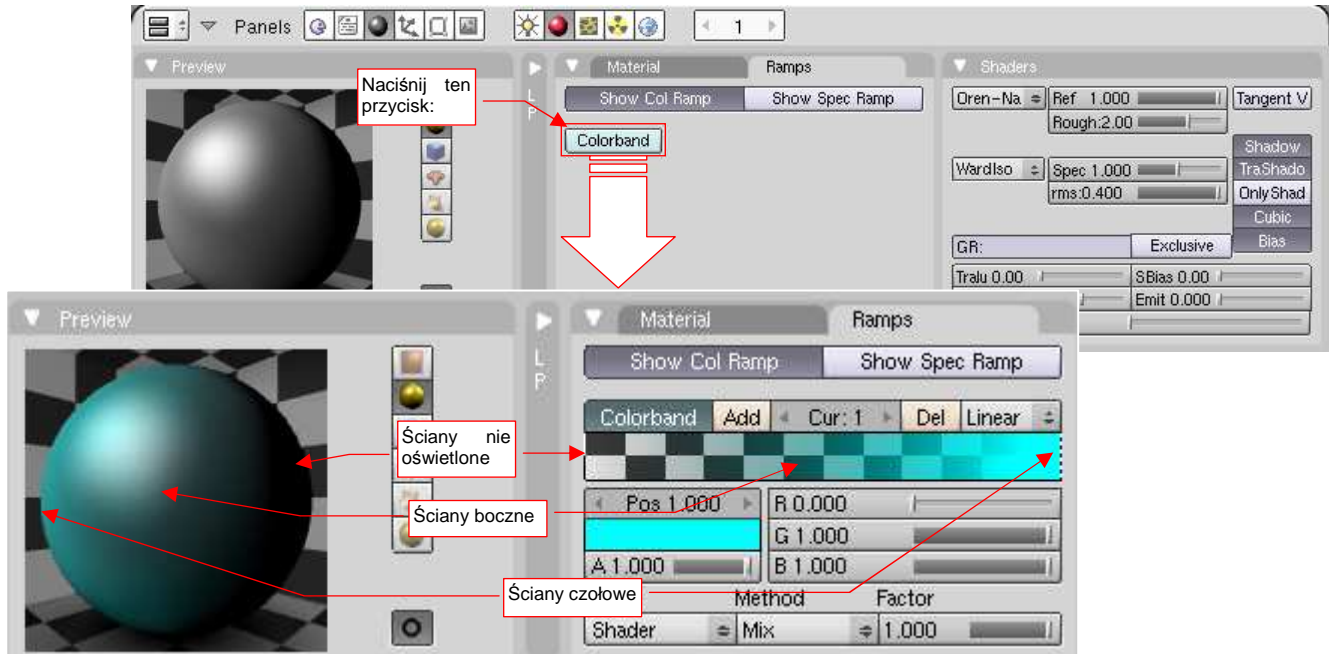 Panels
1
Preview
Naciśnij ten
przycisk:
L
P
Material
Ramps
Show Col Ramp
Show Spec Ramp
Colorband
Shaders
Oren-Na
Ref 1.000
Tangent V
Rough:2.00
Shadow
WardIso
Spec 1.000
TraShado
rms:0.400
OnlyShad
Cubic
GR:
Exclusive
Bias
Tralu 0.00
SBias 0.00
Emit 0.000
Preview
L
P
Material
Ramps
Show Col Ramp
Show Spec Ramp
Colorband
Add
Cur: 1
Del
Linear
Ściany nie
oświetlone
Pos 1.000
R 0.000
Ściany boczne
G 1.000
A 1.000
B 1.000
Ściany czołowe
Method
Factor
Shader
Mix
1.000